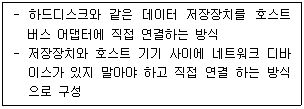 - 하드디스크와 같은 데이터 저장장치를 호스트
버스 어댑터에 직접 연결하는 방식
- 저장장치와 호스트 기기 사이에 네트워크 디바
이스가 있지 말아야 하고 직접 연결 하는 방식
으로 구성